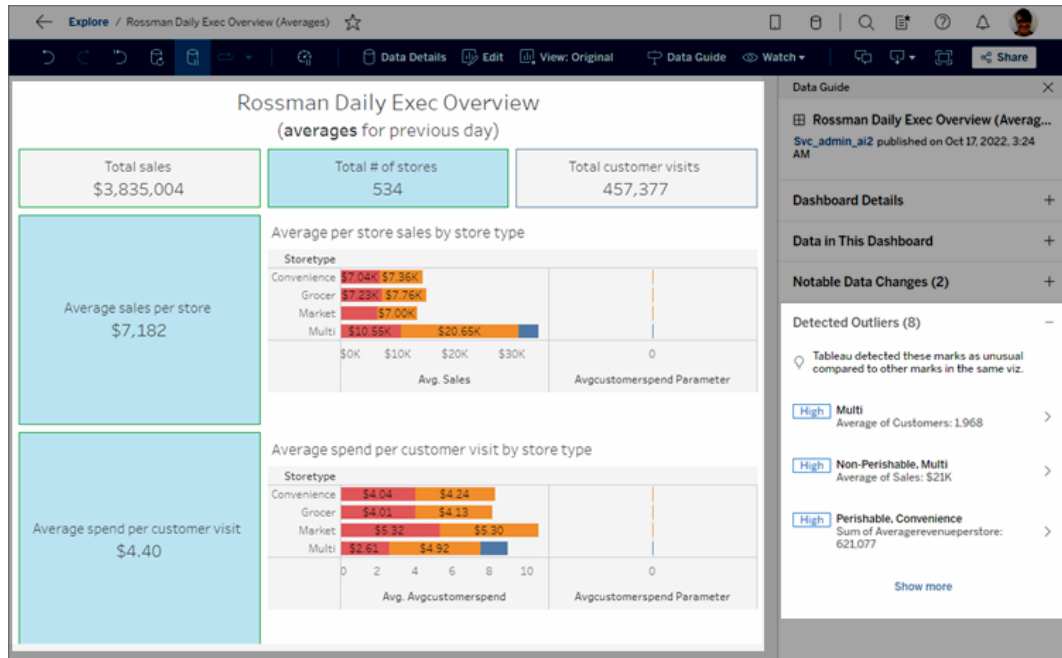 Explore / Rossman Daily Exec Overview (Averages)
Data Details Edit View: Original Data Guide Watch Share
Rossman Daily Exec Overview
(averages for previous day)
Total sales
$3,835,004
Total # of stores
534
Total customer visits
457,377
Average sales per store
$7,182
Average per store sales by store type
Storetype
Convenience $7.04K $7.36K
Grocer $7.23K $7.76K
Market $7.00K
Multi $10.55K $20.65K
$0K $10K $20K $30K 0
Avg. Sales Avgcustomerspend Parameter
Average spend per customer visit
$4.40
Average spend per customer visit by store type
Storetype
Convenience $4.04 $4.24
Grocer $4.01 $4.13
Market $5.32 $5.30
Multi $2.61 $4.92
0 2 4 6 8 10 0
Avg. Avgcustomerspend Avgcustomerspend Parameter
Data Guide
Rossman Daily Exec Overview (Averag...
Svc_admin_ai2 published on Oct 17, 2022, 3:24
AM
Dashboard Details
Data in This Dashboard
Notable Data Changes (2)
Detected Outliers (8)
Tableau detected these marks as unusual
compared to other marks in the same viz.
High Multi
Average of Customers: 1,968
High Non-Perishable, Multi
Average of Sales: $21K
High Perishable, Convenience
Sum of Averagerevenueperstore:
621,077
Show more